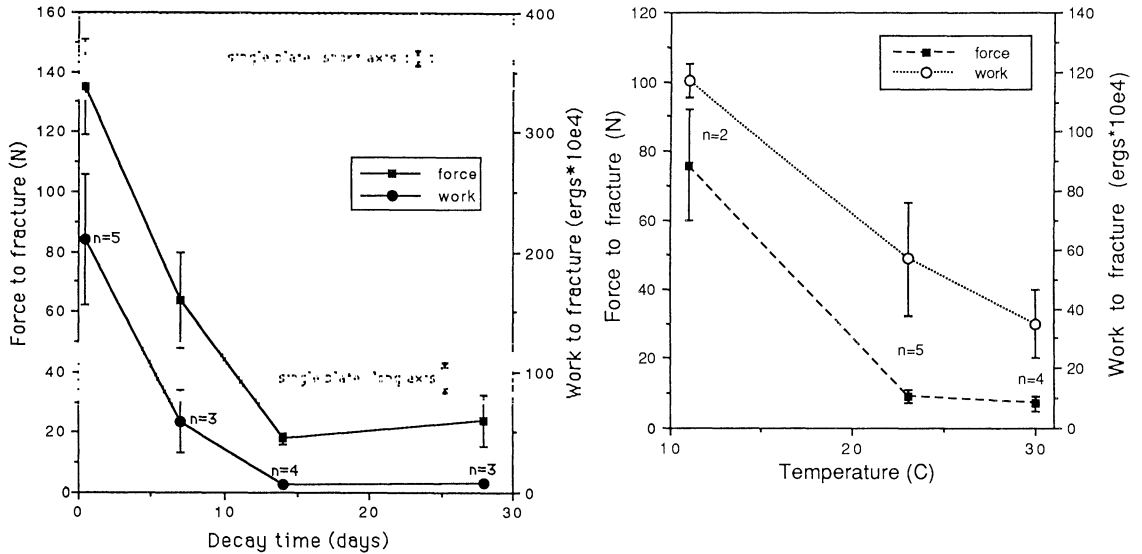 160
140
120
100
80
60
40
20
0
Force to fracture (N)
400
300
200
100
0
Work to fracture (ergs*10e4)
single plate short axis
force
work
n=5
n=3
single plate long axis
n=4
n=3
0 10 20 30
Decay time (days)
120
100
80
60
40
20
0
Force to fracture (N)
140
120
100
80
60
40
20
0
Work to fracture (ergs*10e4)
force
work
n=2
n=5
n=4
10 20 30
Temperature (C)